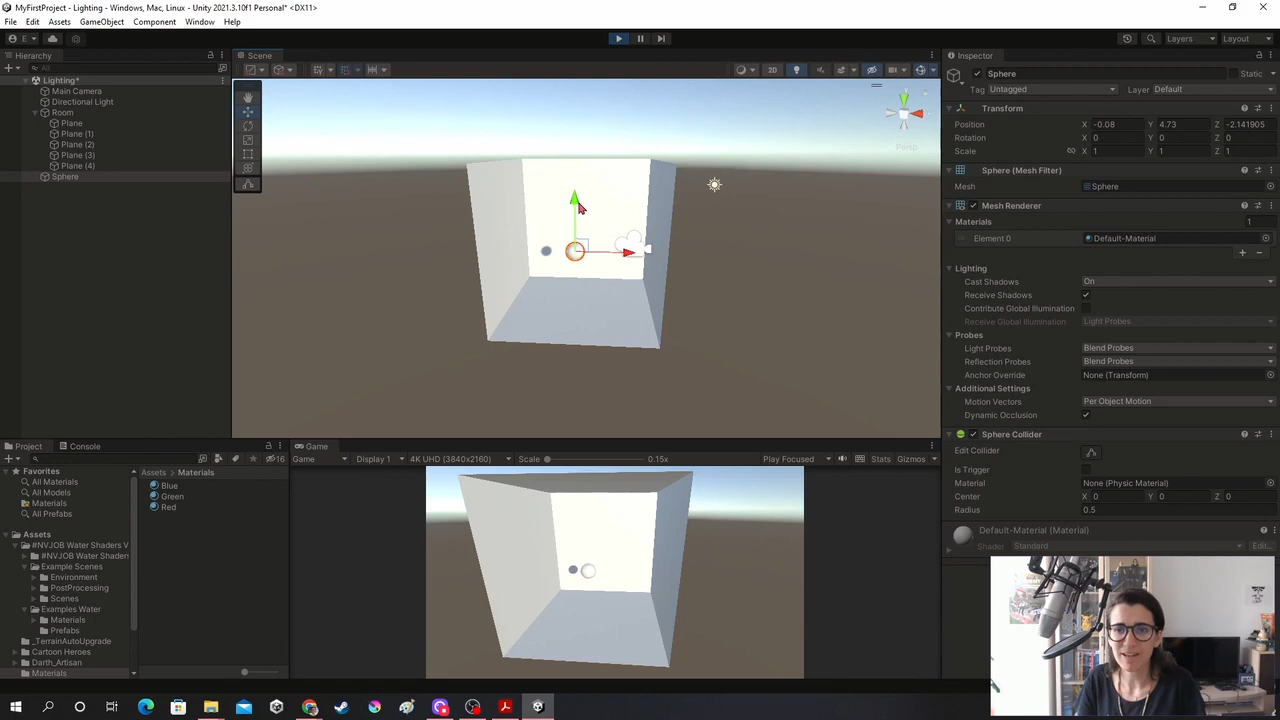 MyFirstProject - Lighting - Windows, Mac, Linux - Unity 2021.3.10f1 Personal* <DX11>
File Edit Assets GameObject Component Window Help
E Layers Layout
Hierarchy
All
Lighting*
Main Camera
Directional Light
Room
Plane
Plane (1)
Plane (2)
Plane (3)
Plane (4)
Sphere
Scene
2D
Persp
Inspector
Sphere Static
Tag Untagged Layer Default
Transform
Position X -0.08 Y 4.73 Z -2.141905
Rotation X 0 Y 0 Z 0
Scale X 1 Y 1 Z 1
Sphere (Mesh Filter)
Mesh Sphere
Mesh Renderer
Materials 1
Element 0 Default-Material
Lighting
Cast Shadows On
Receive Shadows
Contribute Global Illumination
Receive Global Illumination Light Probes
Probes
Light Probes Blend Probes
Reflection Probes Blend Probes
Anchor Override None (Transform)
Additional Settings
Motion Vectors Per Object Motion
Dynamic Occlusion
Sphere Collider
Edit Collider
Is Trigger
Material None (Physic Material)
Center X 0 Y 0 Z 0
Radius 0.5
Default-Material (Material)
Shader Standard Edit...
Project Console
16
Favorites
All Materials
All Models
Materials
All Prefabs
Assets
#NVJOB Water Shaders V
#NVJOB Water Shaders
Example Scenes
Environment
PostProcessing
Scenes
Examples Water
Materials
Prefabs
_TerrainAutoUpgrade
Cartoon Heroes
Darth_Artisan
Materials
Assets Materials
Blue
Green
Red
Game
Game Display 1 4K UHD (3840x2160) Scale 0.15x Play Focused Stats Gizmos